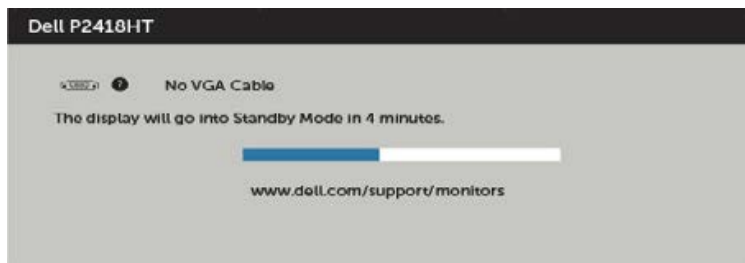 Dell P2418HT
? No VGA Cable
The display will go into Standby Mode in 4 minutes.
www.dell.com/support/monitors